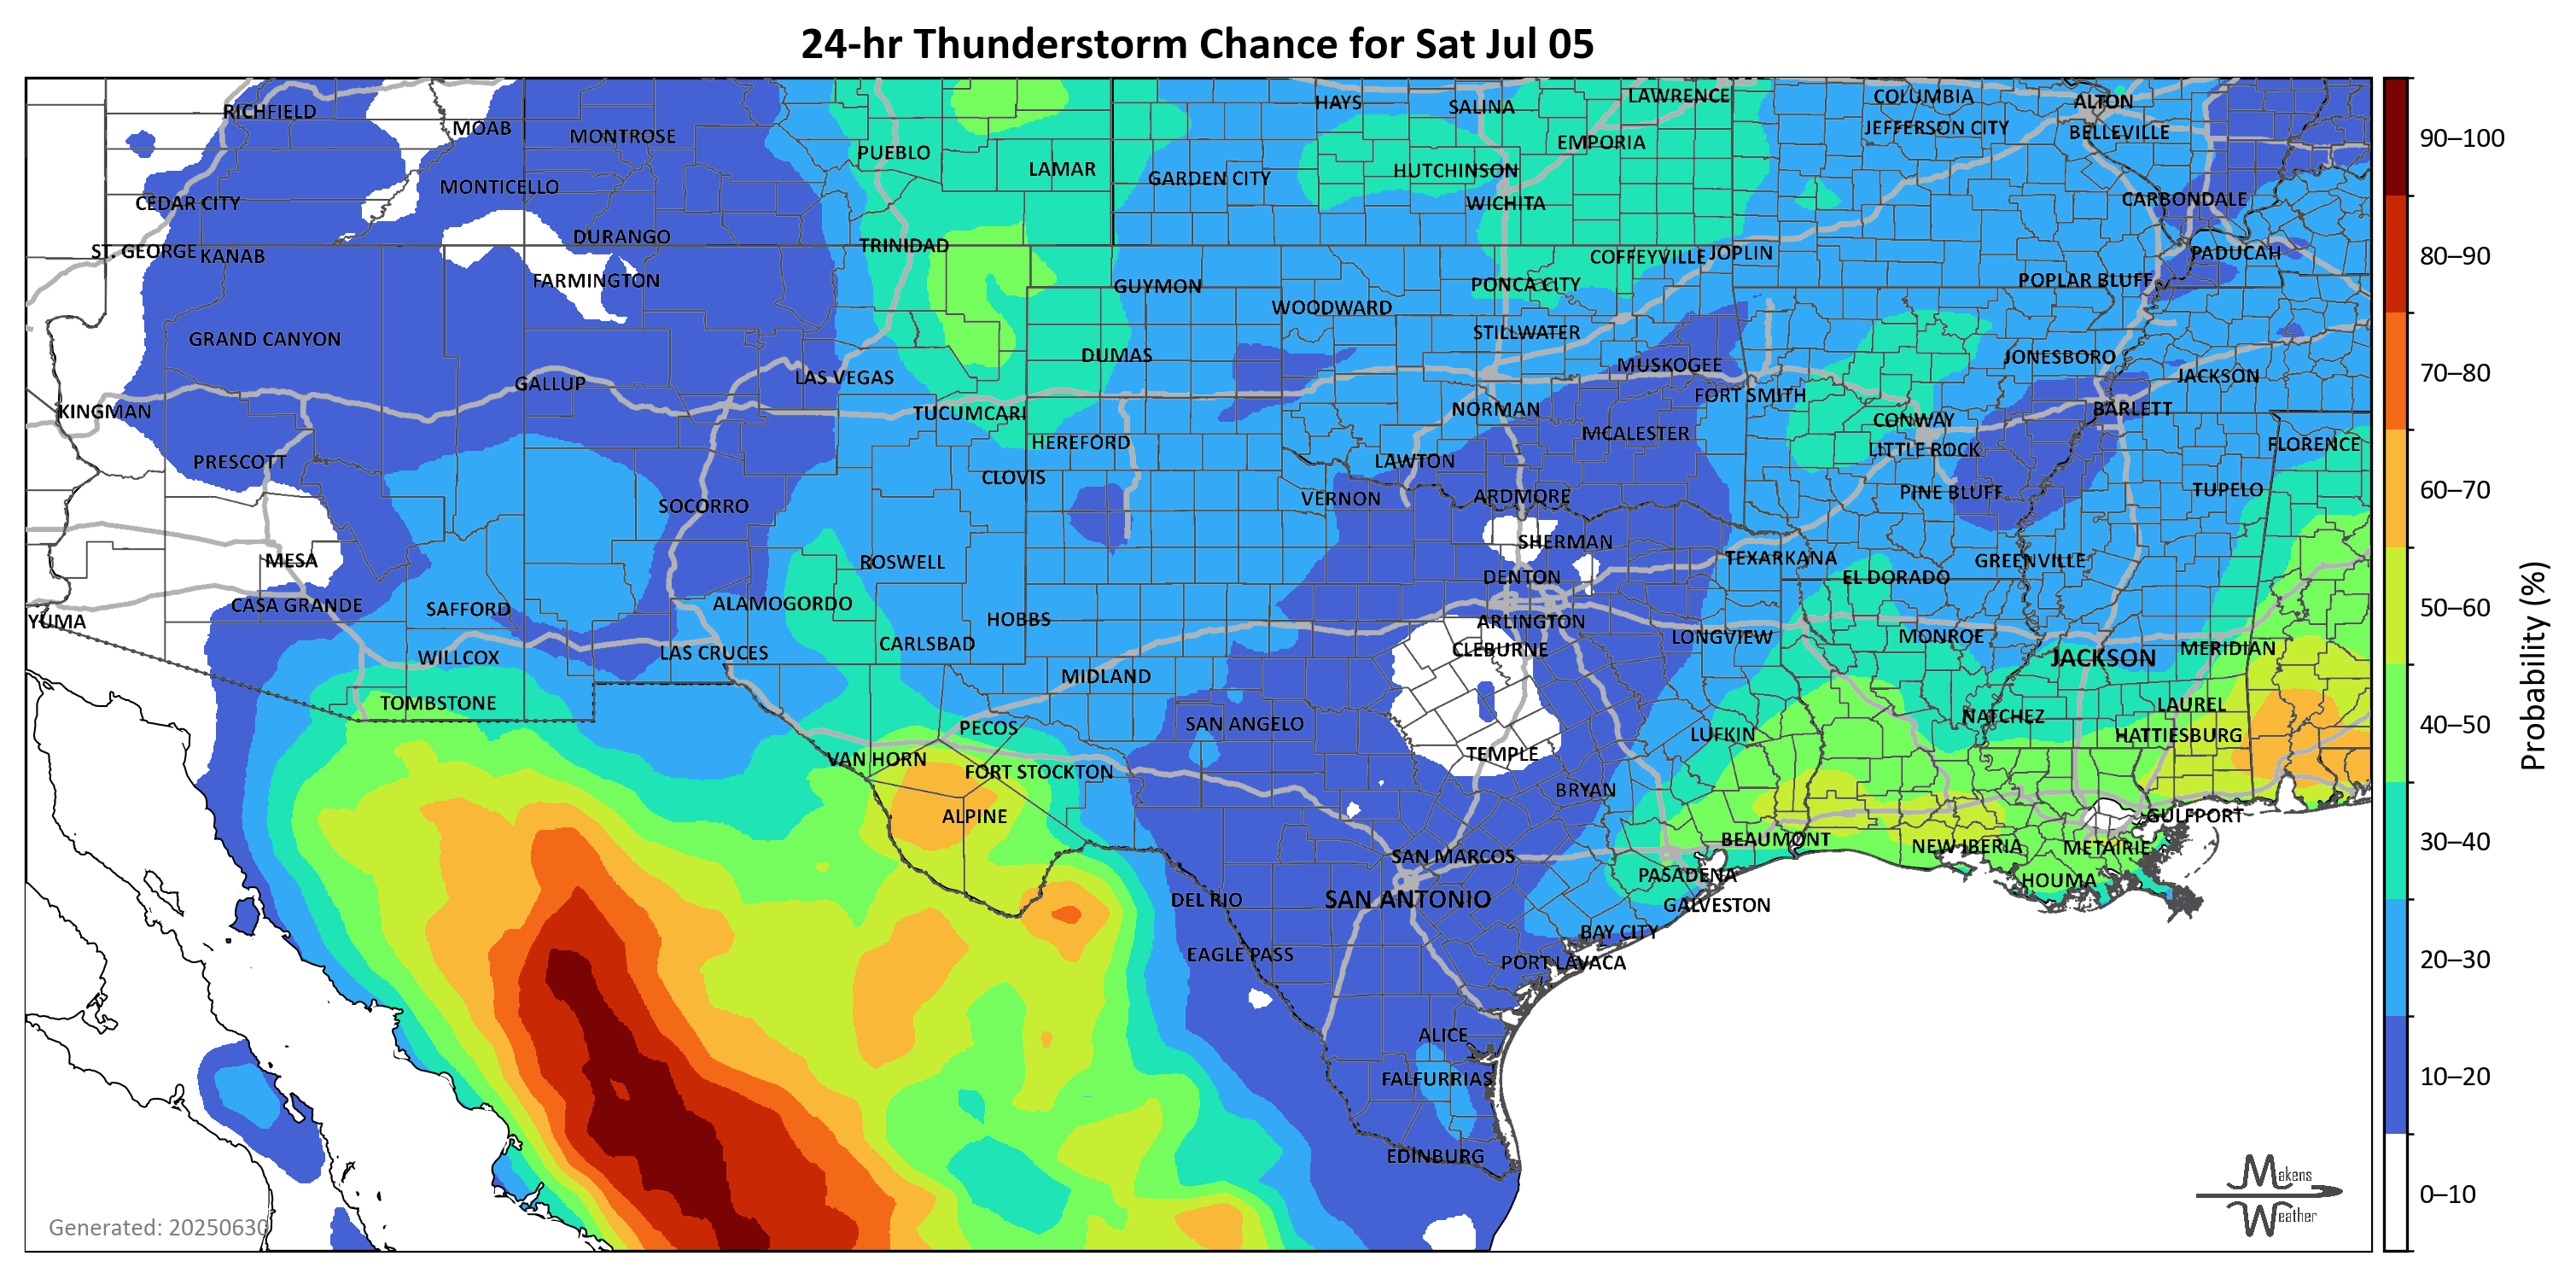 24-hr Thunderstorm Chance for Sat Jul 05
RICHFIELD
MOAB
MONTROSE
PUEBLO
LAMAR
HAYS
SALINA
LAWRENCE
COLUMBIA
ALTON
JEFFERSON CITY
BELLEVILLE
EMPORIA
HUTCHINSON
GARDEN CITY
MONTICELLO
CEDAR CITY
WICHITA
CARBONDALE
ST. GEORGE
KANAB
DURANGO
TRINIDAD
COFFEYVILLE
JOPLIN
PADUCAH
FARMINGTON
GUYMON
PONCA CITY
POPLAR BLUFF
WOODWARD
GRAND CANYON
STILLWATER
DUMAS
MUSKOGEE
JONESBORO
GALLUP
LAS VEGAS
JACKSON
FORT SMITH
KINGMAN
TUCUMCARI
NORMAN
CONWAY
BARLETT
HEREFORD
MCALESTER
LITTLE ROCK
FLORENCE
PRESCOTT
CLOVIS
LAWTON
SOCORRO
VERNON
ARDMORE
PINE BLUFF
TUPELO
MESA
ROSWELL
SHERMAN
TEXARKANA
GREENVILLE
CASA GRANDE
SAFFORD
ALAMOGORDO
DENTON
EL DORADO
YUMA
HOBBS
ARLINGTON
LONGVIEW
MONROE
CARLSBAD
WILLCOX
LAS CRUCES
CLEBURNE
JACKSON
MERIDIAN
MIDLAND
TOMBSTONE
PECOS
SAN ANGELO
LUFKIN
NATCHEZ
LAUREL
HATTIESBURG
VAN HORN
FORT STOCKTON
TEMPLE
BRYAN
ALPINE
GULFPORT
BEAUMONT
NEW IBERIA
METAIRIE
SAN MARCOS
PASADENA
HOUMA
DEL RIO
SAN ANTONIO
GALVESTON
BAY CITY
EAGLE PASS
PORT LAVACA
ALICE
FALFURRIAS
EDINBURG
Generated: 20250630
Makens
Weather
90–100
80–90
70–80
60–70
50–60
40–50
30–40
20–30
10–20
0–10
Probability (%)